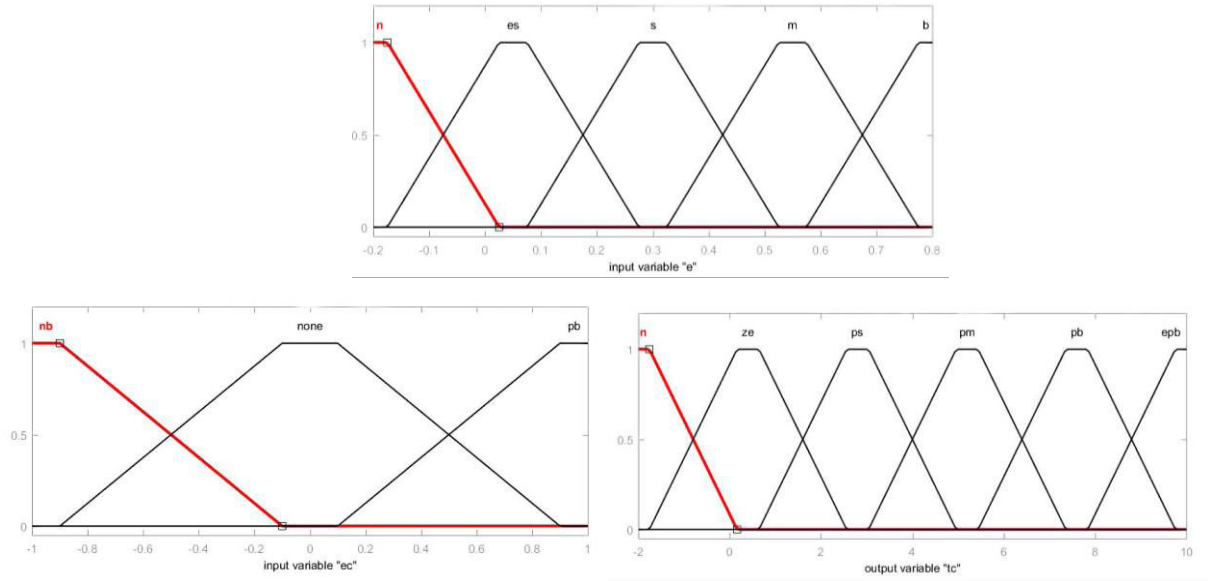 n es s m b
1
0.5
0
-0.2 -0.1 0 0.1 0.2 0.3 0.4 0.5 0.6 0.7 0.8
input variable "e"
nb none pb
1
0.5
0
-1 -0.8 -0.6 -0.4 -0.2 0 0.2 0.4 0.6 0.8 1
input variable "ec"
n ze ps pm pb epb
1
0.5
0
-2 0 2 4 6 8 10
output variable "tc"